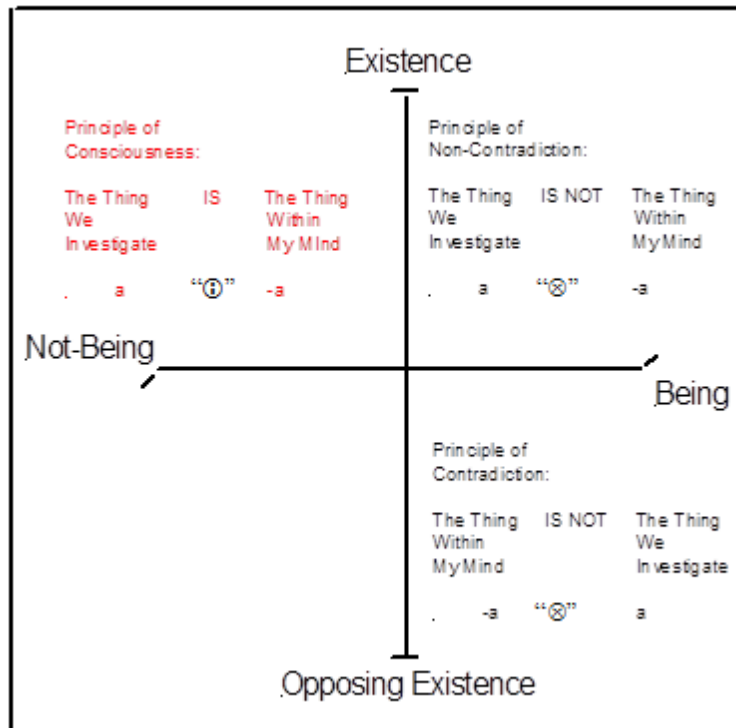 Existence
Principle of
Consciousness:
The Thing IS The Thing
We Within
Investigate My MInd
. a “ⓘ” -a
Principle of
Non-Contradiction:
The Thing IS NOT The Thing
We Within
Investigate My Mind
. a “⊗” -a
Not-Being
Being
Principle of
Contradiction:
The Thing IS NOT The Thing
Within We
My Mind Investigate
. -a “⊗” a
Opposing Existence